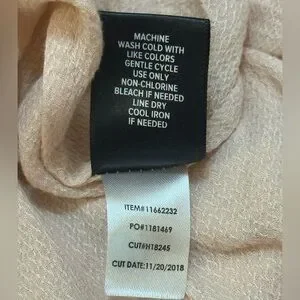 MACHINE
WASH COLD WITH
LIKE COLORS
GENTLE CYCLE
USE ONLY
NON-CHLORINE
BLEACH IF NEEDED
LINE DRY
COOL IRON
IF NEEDED
ITEM#11662232
PO#1181469
CUT#H18245
CUT DATE:11/20/2018